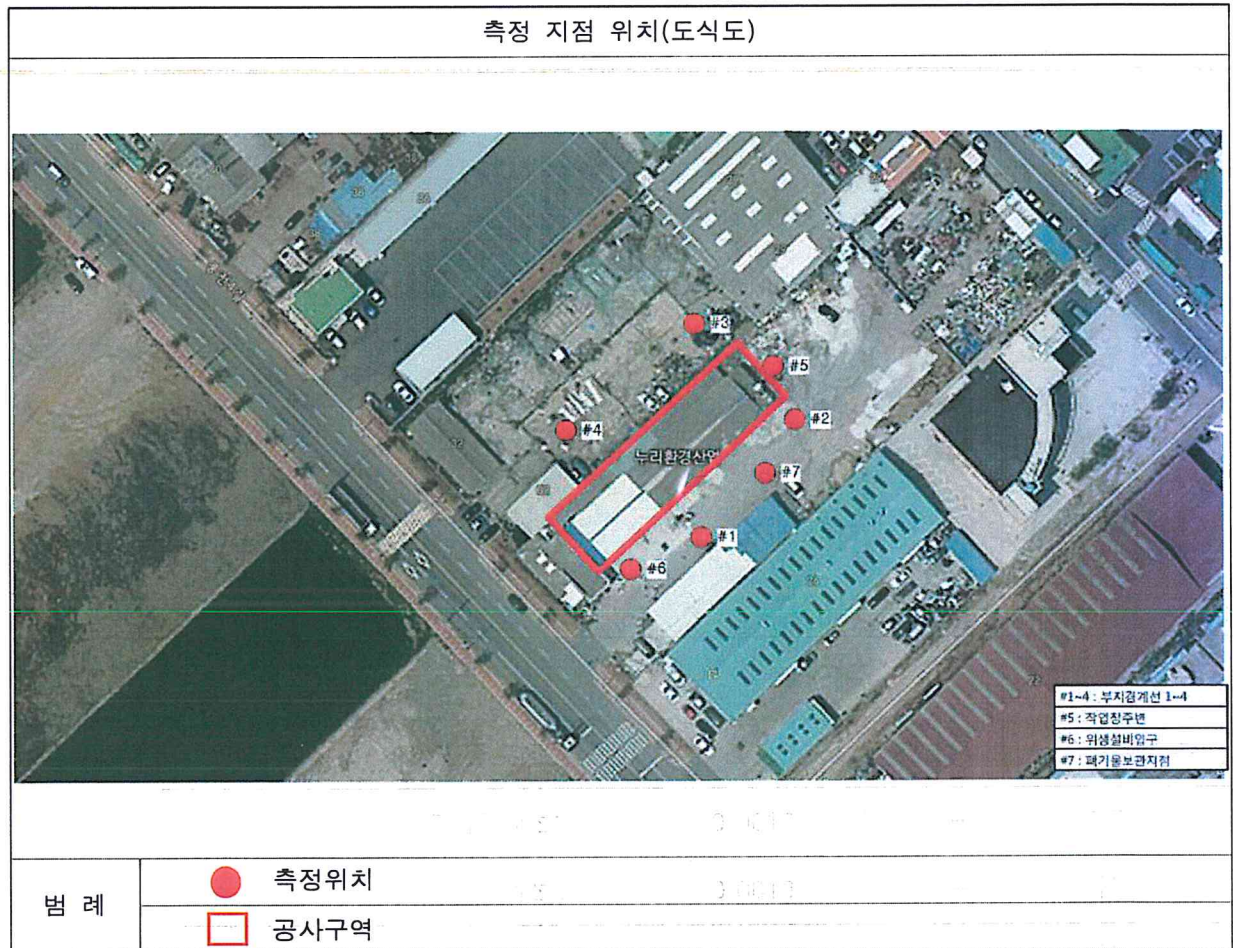 측정 지점 위치(도식도)
#3
#5
#2
#4
누리환경산업
#7
#1
#6
#1~4 : 부지경계선 1~4
#5 : 작업장주변
#6 : 위생설비입구
#7 : 폐기물보관지점
범 례
측정위치
공사구역